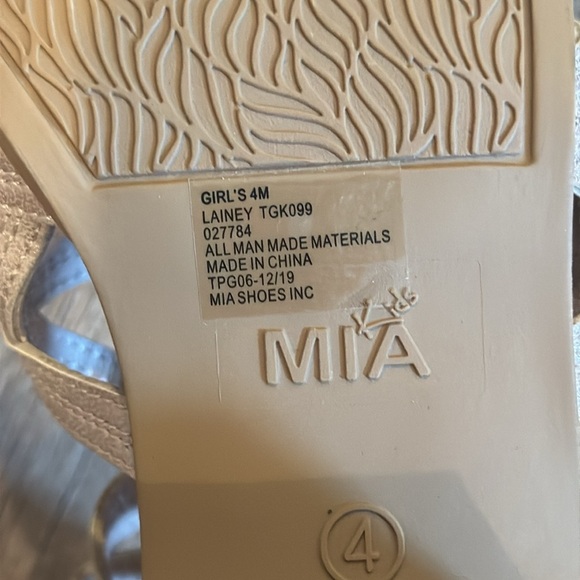 GIRL'S 4M
LAINEY TGK099
027784
ALL MAN MADE MATERIALS
MADE IN CHINA
TPG06-12/19
MIA SHOES INC
Kids
MIA
4